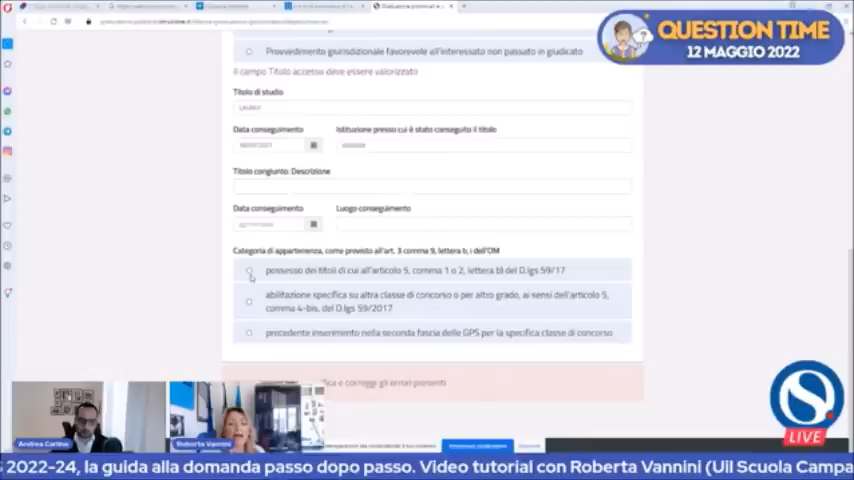 QUESTION TIME
12 MAGGIO 2022
Provvedimento giurisdizionale favorevole all'interessato non passato in giudicato
Il campo Titolo accesso deve essere valorizzato
Titolo di studio
Data conseguimento
Istituzione presso cui è stato conseguito il titolo
Titolo congiunto: Descrizione
Data conseguimento
Luogo conseguimento
Categoria di appartenenza, come previsto all'art. 3 comma 9, lettera b, i dell'OM
possesso dei titoli di cui all'articolo 5, comma 1 o 2, lettera b) del D.lgs 59/17
abilitazione specifica su altra classe di concorso o per altro grado, ai sensi dell'articolo 5,
comma 4-bis, del D.lgs 59/2017
precedente inserimento nella seconda fascia delle GPS per la specifica classe di concorso
e correggi gli errori presenti
Andrea Carlino
Roberta Vannini
S
LIVE
2022-24, la guida alla domanda passo dopo passo. Video tutorial con Roberta Vannini (Uil Scuola Campa